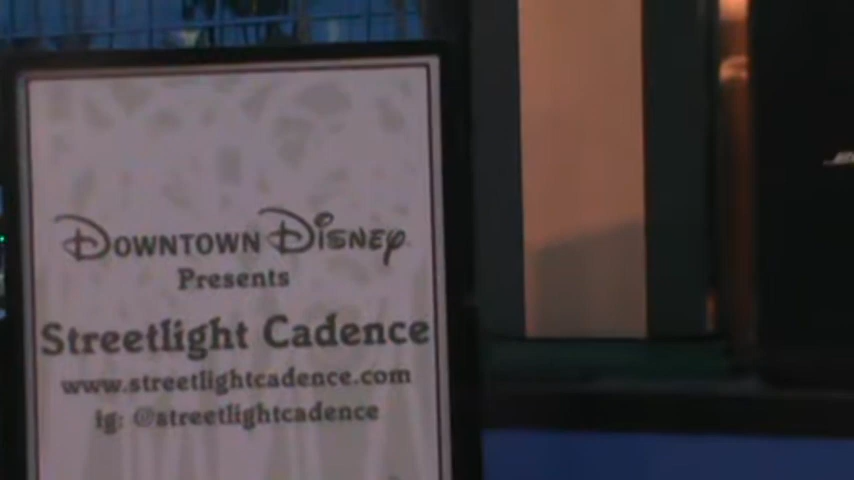 Downtown Disney
Presents
Streetlight Cadence
www.streetlightcadence.com
ig: @streetlightcadence